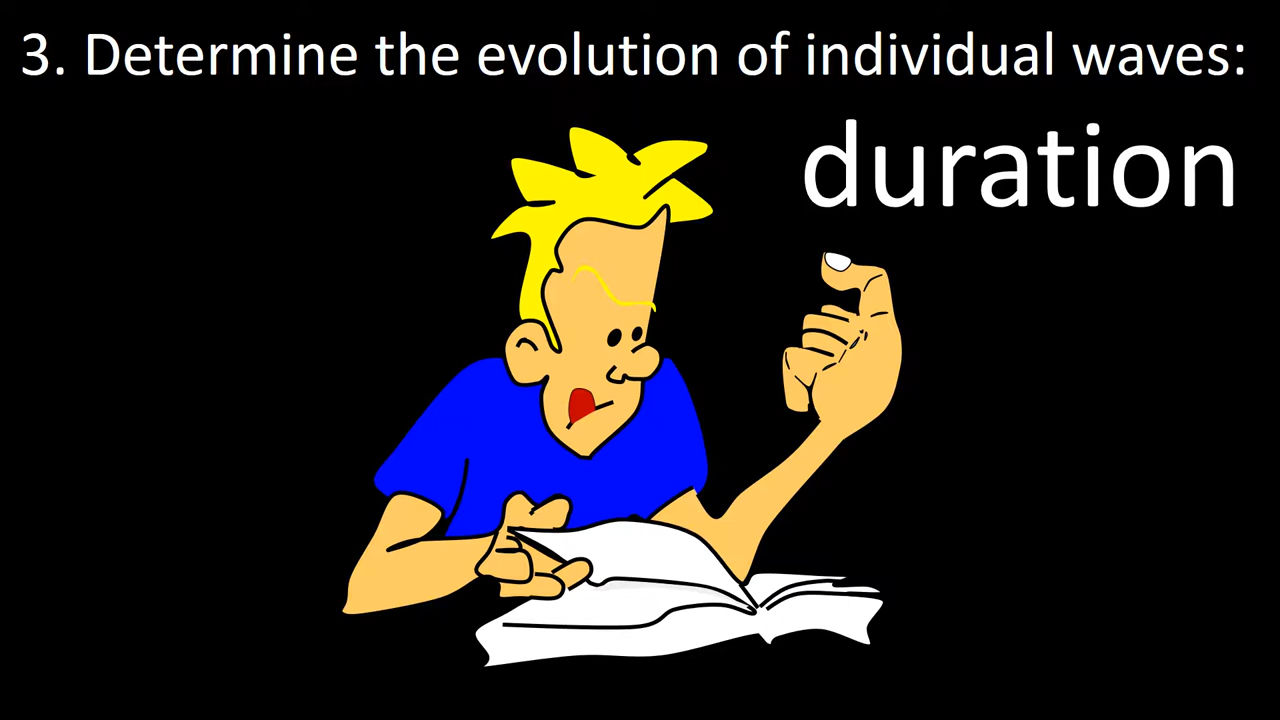 3. Determine the evolution of individual waves:
duration